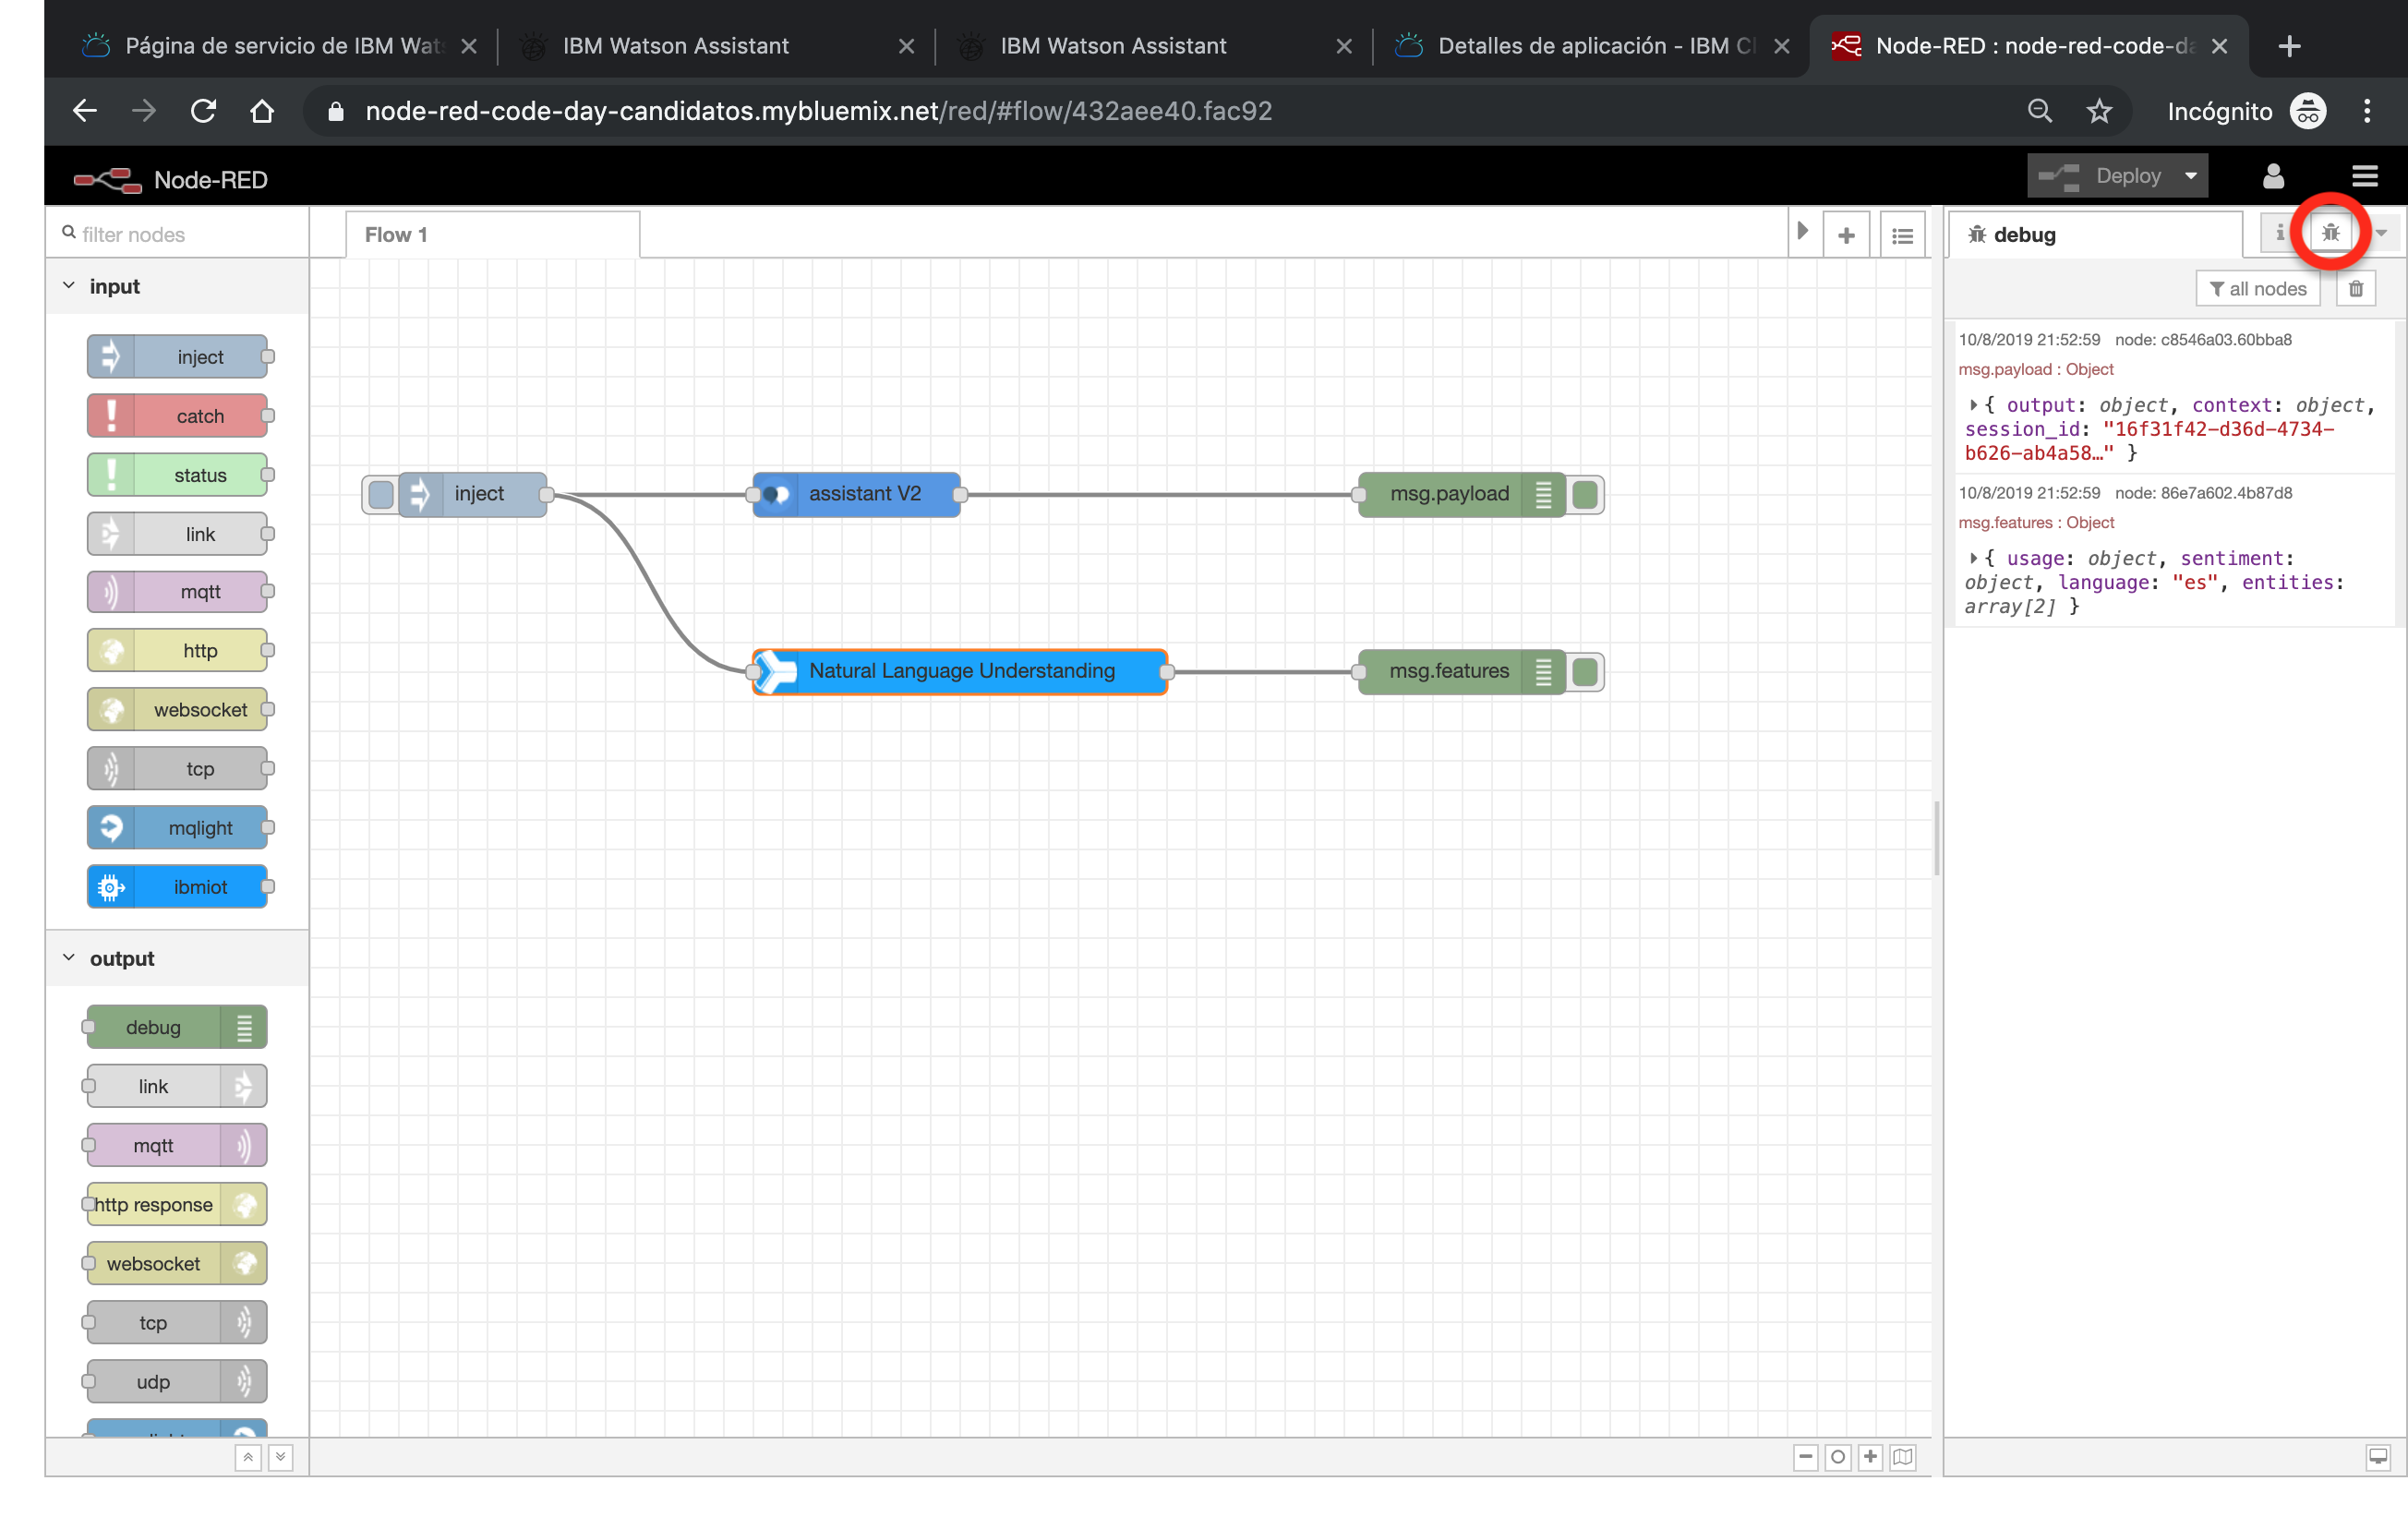 Página de servicio de IBM Wat
IBM Watson Assistant
IBM Watson Assistant
Detalles de aplicación - IBM Cl
Node-RED : node-red-code-da
node-red-code-day-candidatos.mybluemix.net/red/#flow/432aee40.fac92
Incógnito
Node-RED
Deploy
filter nodes
Flow 1
debug
i
all nodes
input
inject
catch
status
link
mqtt
http
websocket
tcp
mqlight
ibmiot
output
debug
link
mqtt
http response
websocket
tcp
udp
inject
assistant V2
msg.payload
Natural Language Understanding
msg.features
10/8/2019 21:52:59 node: c8546a03.60bba8
msg.payload : Object
{ output: object, context: object,
session_id: "16f31f42-d36d-4734-
b626-ab4a58…" }
10/8/2019 21:52:59 node: 86e7a602.4b87d8
msg.features : Object
{ usage: object, sentiment:
object, language: "es", entities:
array[2] }